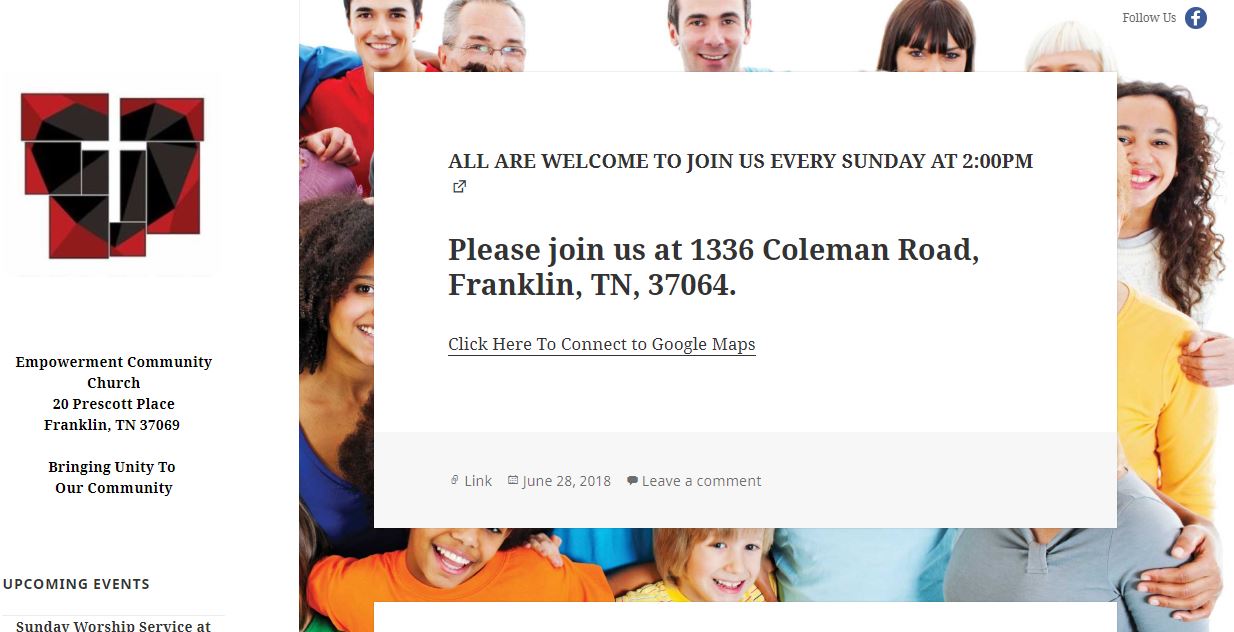 Follow Us
ALL ARE WELCOME TO JOIN US EVERY SUNDAY AT 2:00PM
Please join us at 1336 Coleman Road,
Franklin, TN, 37064.
Click Here To Connect to Google Maps
Link June 28, 2018 Leave a comment
Empowerment Community
Church
20 Prescott Place
Franklin, TN 37069
Bringing Unity To
Our Community
UPCOMING EVENTS
Sunday Worship Service at